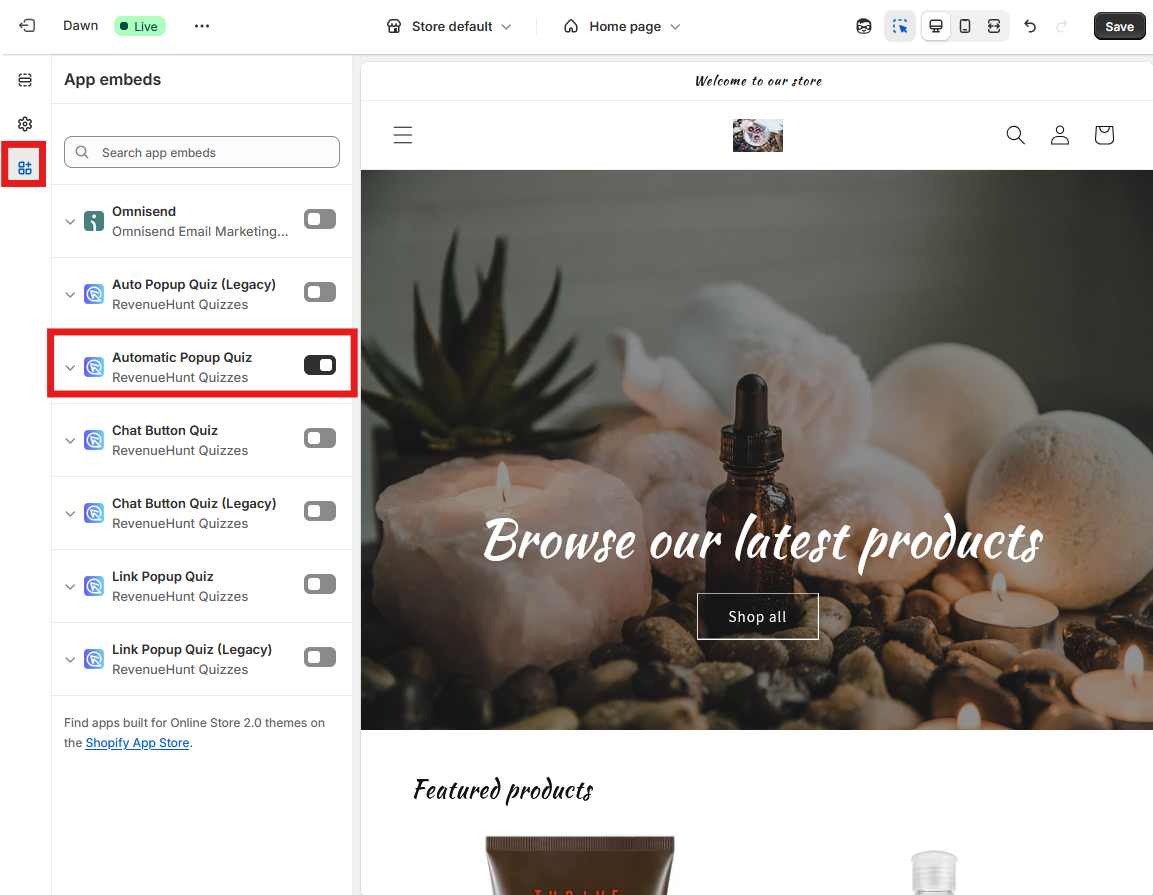 Dawn
Live
Store default
Home page
Save
App embeds
Search app embeds
Omnisend
Omnisend Email Marketing...
Auto Popup Quiz (Legacy)
RevenueHunt Quizzes
Automatic Popup Quiz
RevenueHunt Quizzes
Chat Button Quiz
RevenueHunt Quizzes
Chat Button Quiz (Legacy)
RevenueHunt Quizzes
Link Popup Quiz
RevenueHunt Quizzes
Link Popup Quiz (Legacy)
RevenueHunt Quizzes
Find apps built for Online Store 2.0 themes on
the Shopify App Store.
Welcome to our store
Browse our latest products
Shop all
Featured products